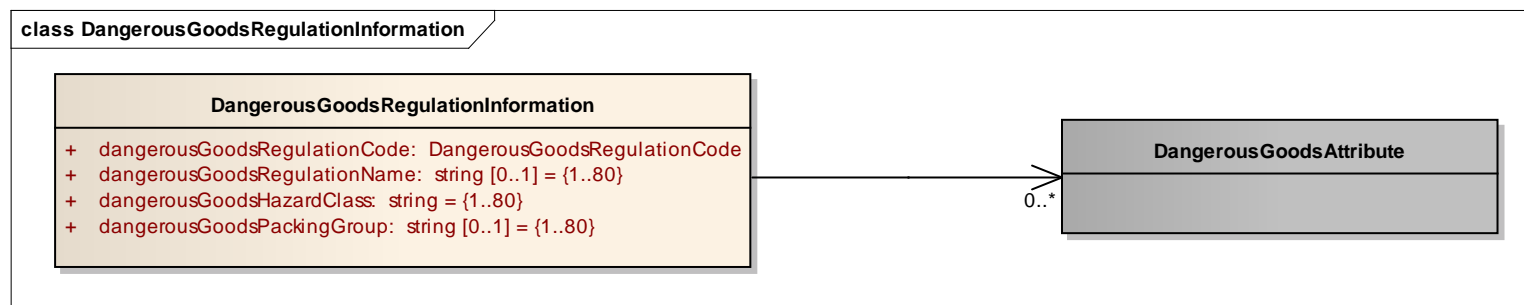 class DangerousGoodsRegulationInformation
DangerousGoodsRegulationInformation
+ dangerousGoodsRegulationCode: DangerousGoodsRegulationCode
+ dangerousGoodsRegulationName: string [0..1] = {1..80}
+ dangerousGoodsHazardClass: string = {1..80}
+ dangerousGoodsPackingGroup: string [0..1] = {1..80}
DangerousGoodsAttribute
0..*